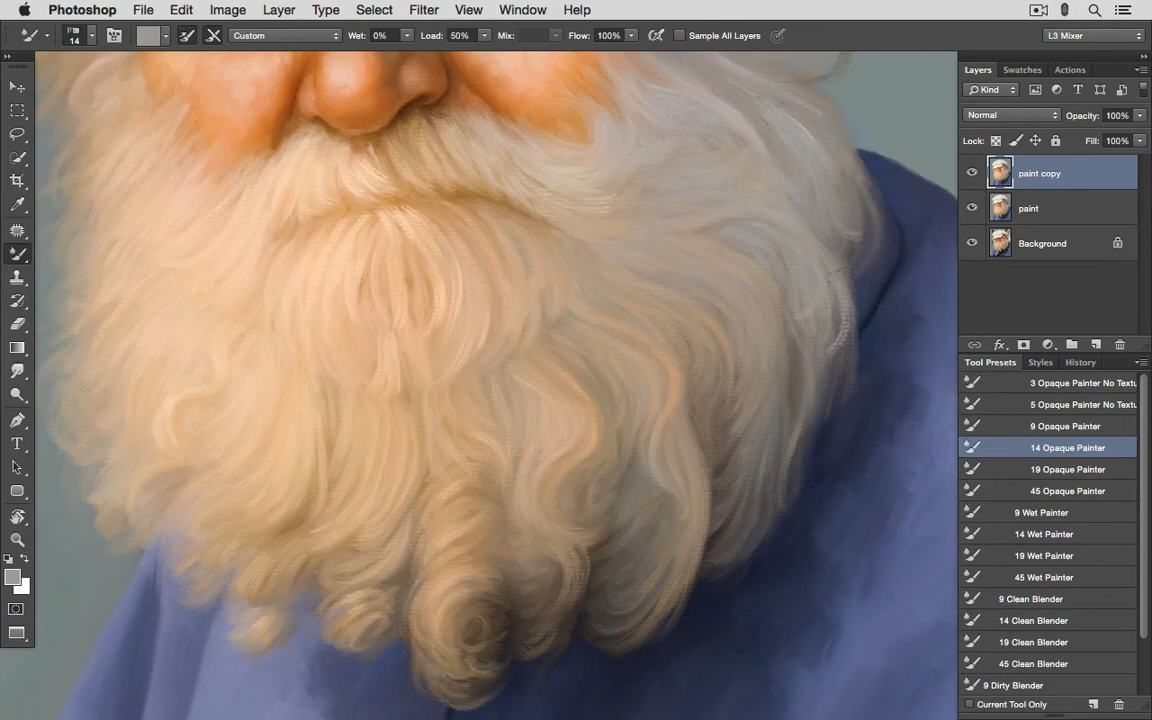 Photoshop File Edit Image Layer Type Select Filter View Window Help
14 Custom Wet: 0% Load: 50% Mix: Flow: 100% Sample All Layers L3 Mixer
Layers Swatches Actions
Kind
Normal Opacity: 100%
Lock: Fill: 100%
paint copy
paint
Background
fx
Tool Presets Styles History
3 Opaque Painter No Textu
5 Opaque Painter No Textu
9 Opaque Painter
14 Opaque Painter
19 Opaque Painter
45 Opaque Painter
9 Wet Painter
14 Wet Painter
19 Wet Painter
45 Wet Painter
9 Clean Blender
14 Clean Blender
19 Clean Blender
45 Clean Blender
9 Dirty Blender
Current Tool Only